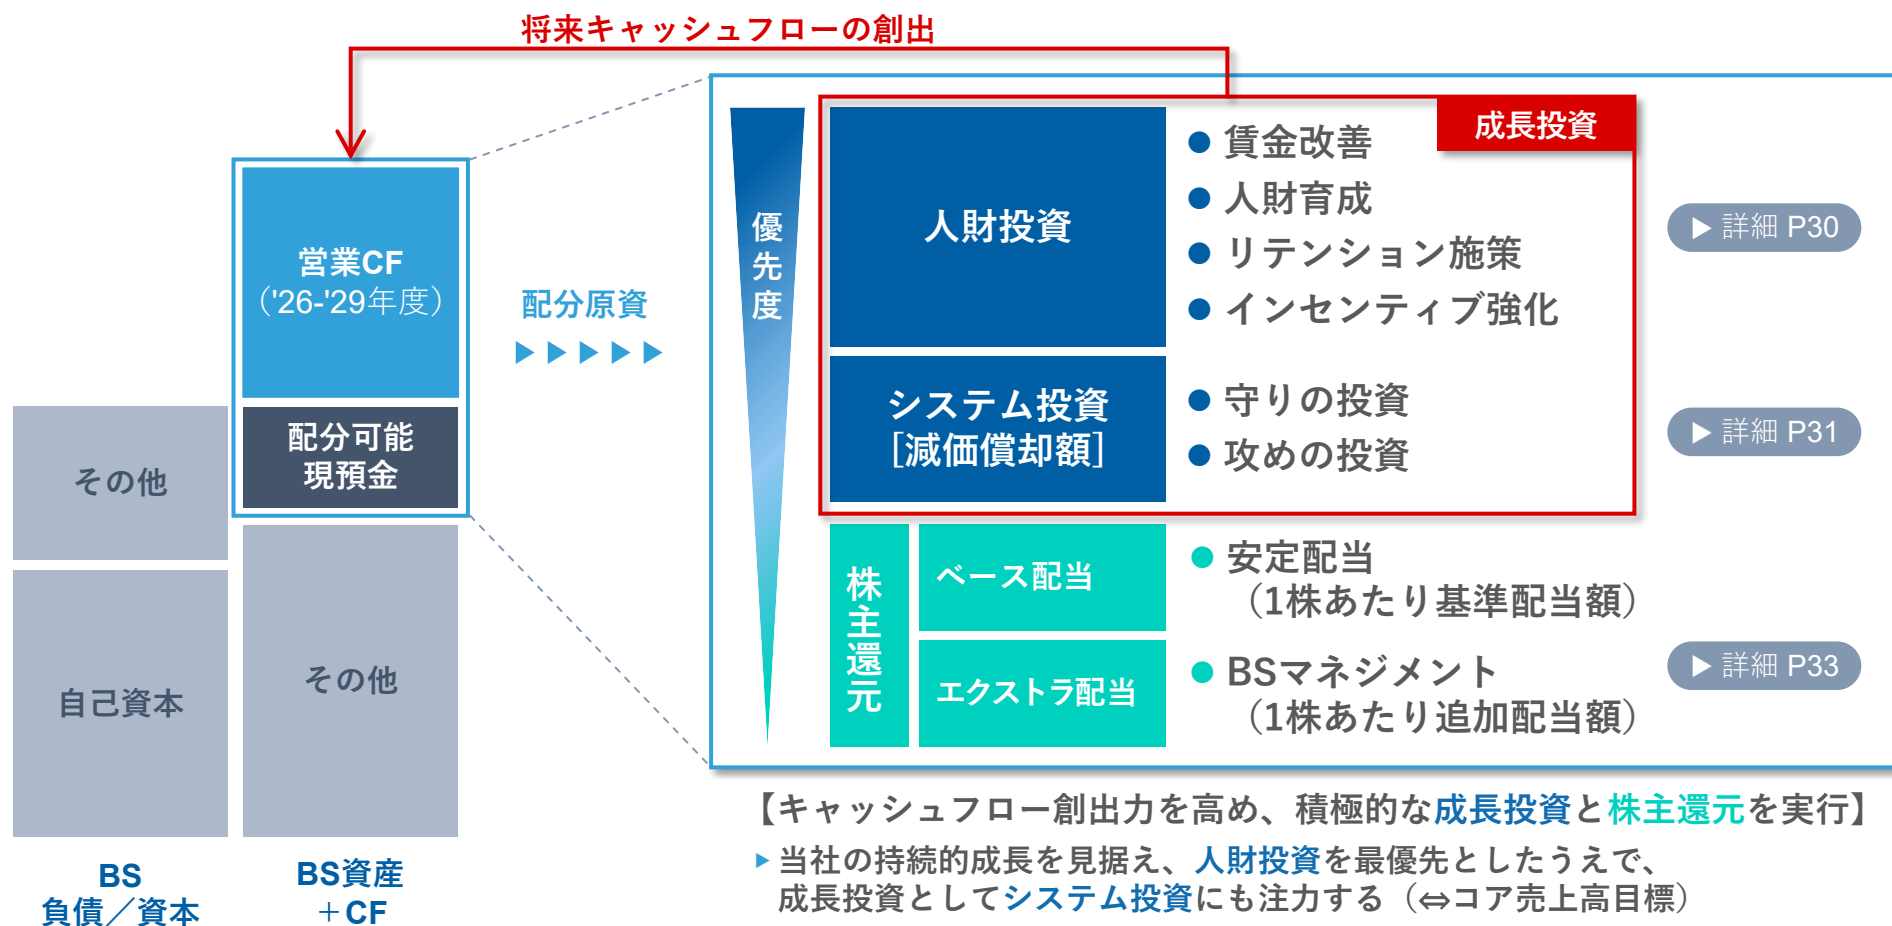 将来キャッシュフローの創出
営業CF
（'26-'29年度）
配分可能
現預金
その他
自己資本
その他
BS
負債／資本
BS資産
＋CF
配分原資
▶▶▶▶▶
優先度
成長投資
人財投資
● 賃金改善
● 人財育成
● リテンション施策
● インセンティブ強化
▶ 詳細 P30
システム投資
［減価償却額］
● 守りの投資
● 攻めの投資
▶ 詳細 P31
株主還元
ベース配当
● 安定配当
（1株あたり基準配当額）
エクストラ配当
● BSマネジメント
（1株あたり追加配当額）
▶ 詳細 P33
【キャッシュフロー創出力を高め、積極的な成長投資と株主還元を実行】
▶ 当社の持続的成長を見据え、人財投資を最優先としたうえで、
成長投資としてシステム投資にも注力する（⇔コア売上高目標）